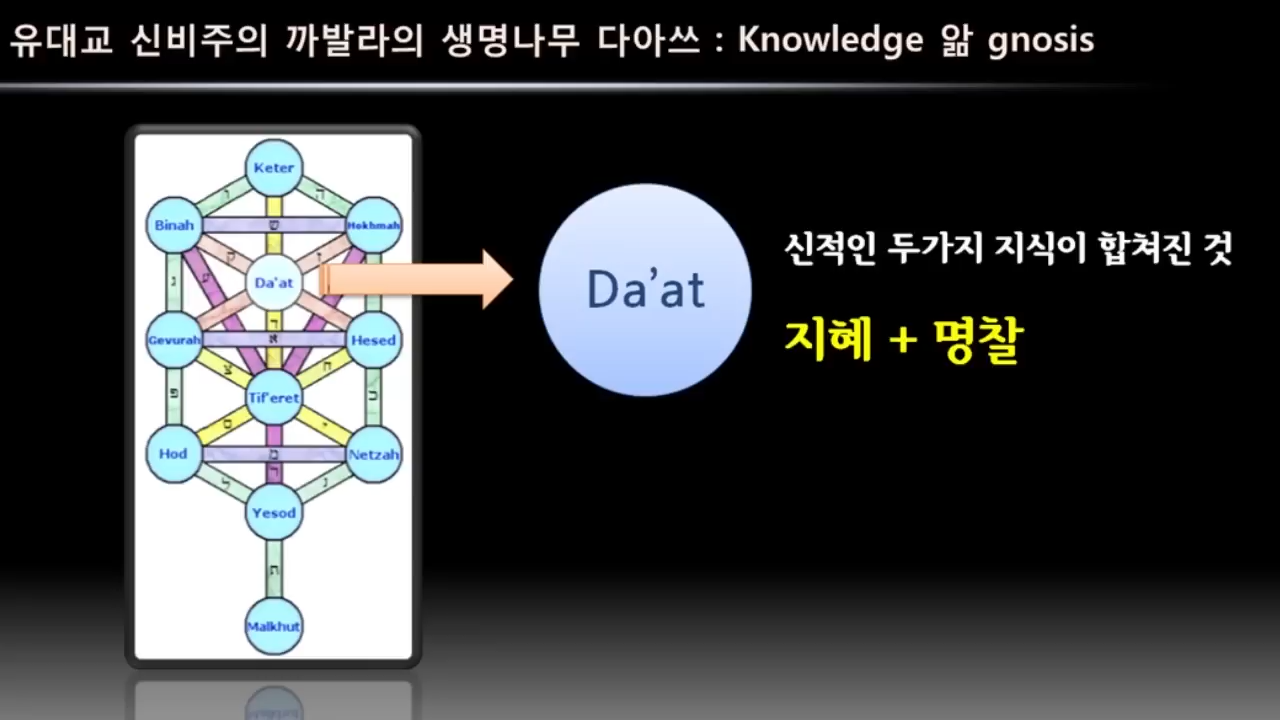 유대교 신비주의 까발라의 생명나무 다아쓰 : Knowledge 앎 gnosis
Keter
ו
ה
Binah
ש
Hokhmah
ק
ז
Da'at
Da’at
신적인 두가지 지식이 합쳐진 것
지혜 + 명찰
ע
ר
Gevurah
א
Hesed
צ
ח
Tif'eret
פ
ס
י
Hod
מ
Netzah
ל
נ
Yesod
ת
Malkhut